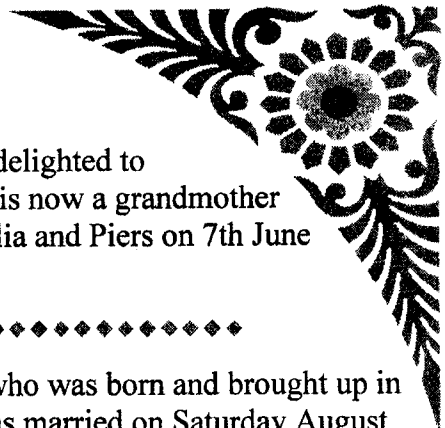 delighted to
is now a grandmother
lia and Piers on 7th June
who was born and brought up in
as married on Saturday August